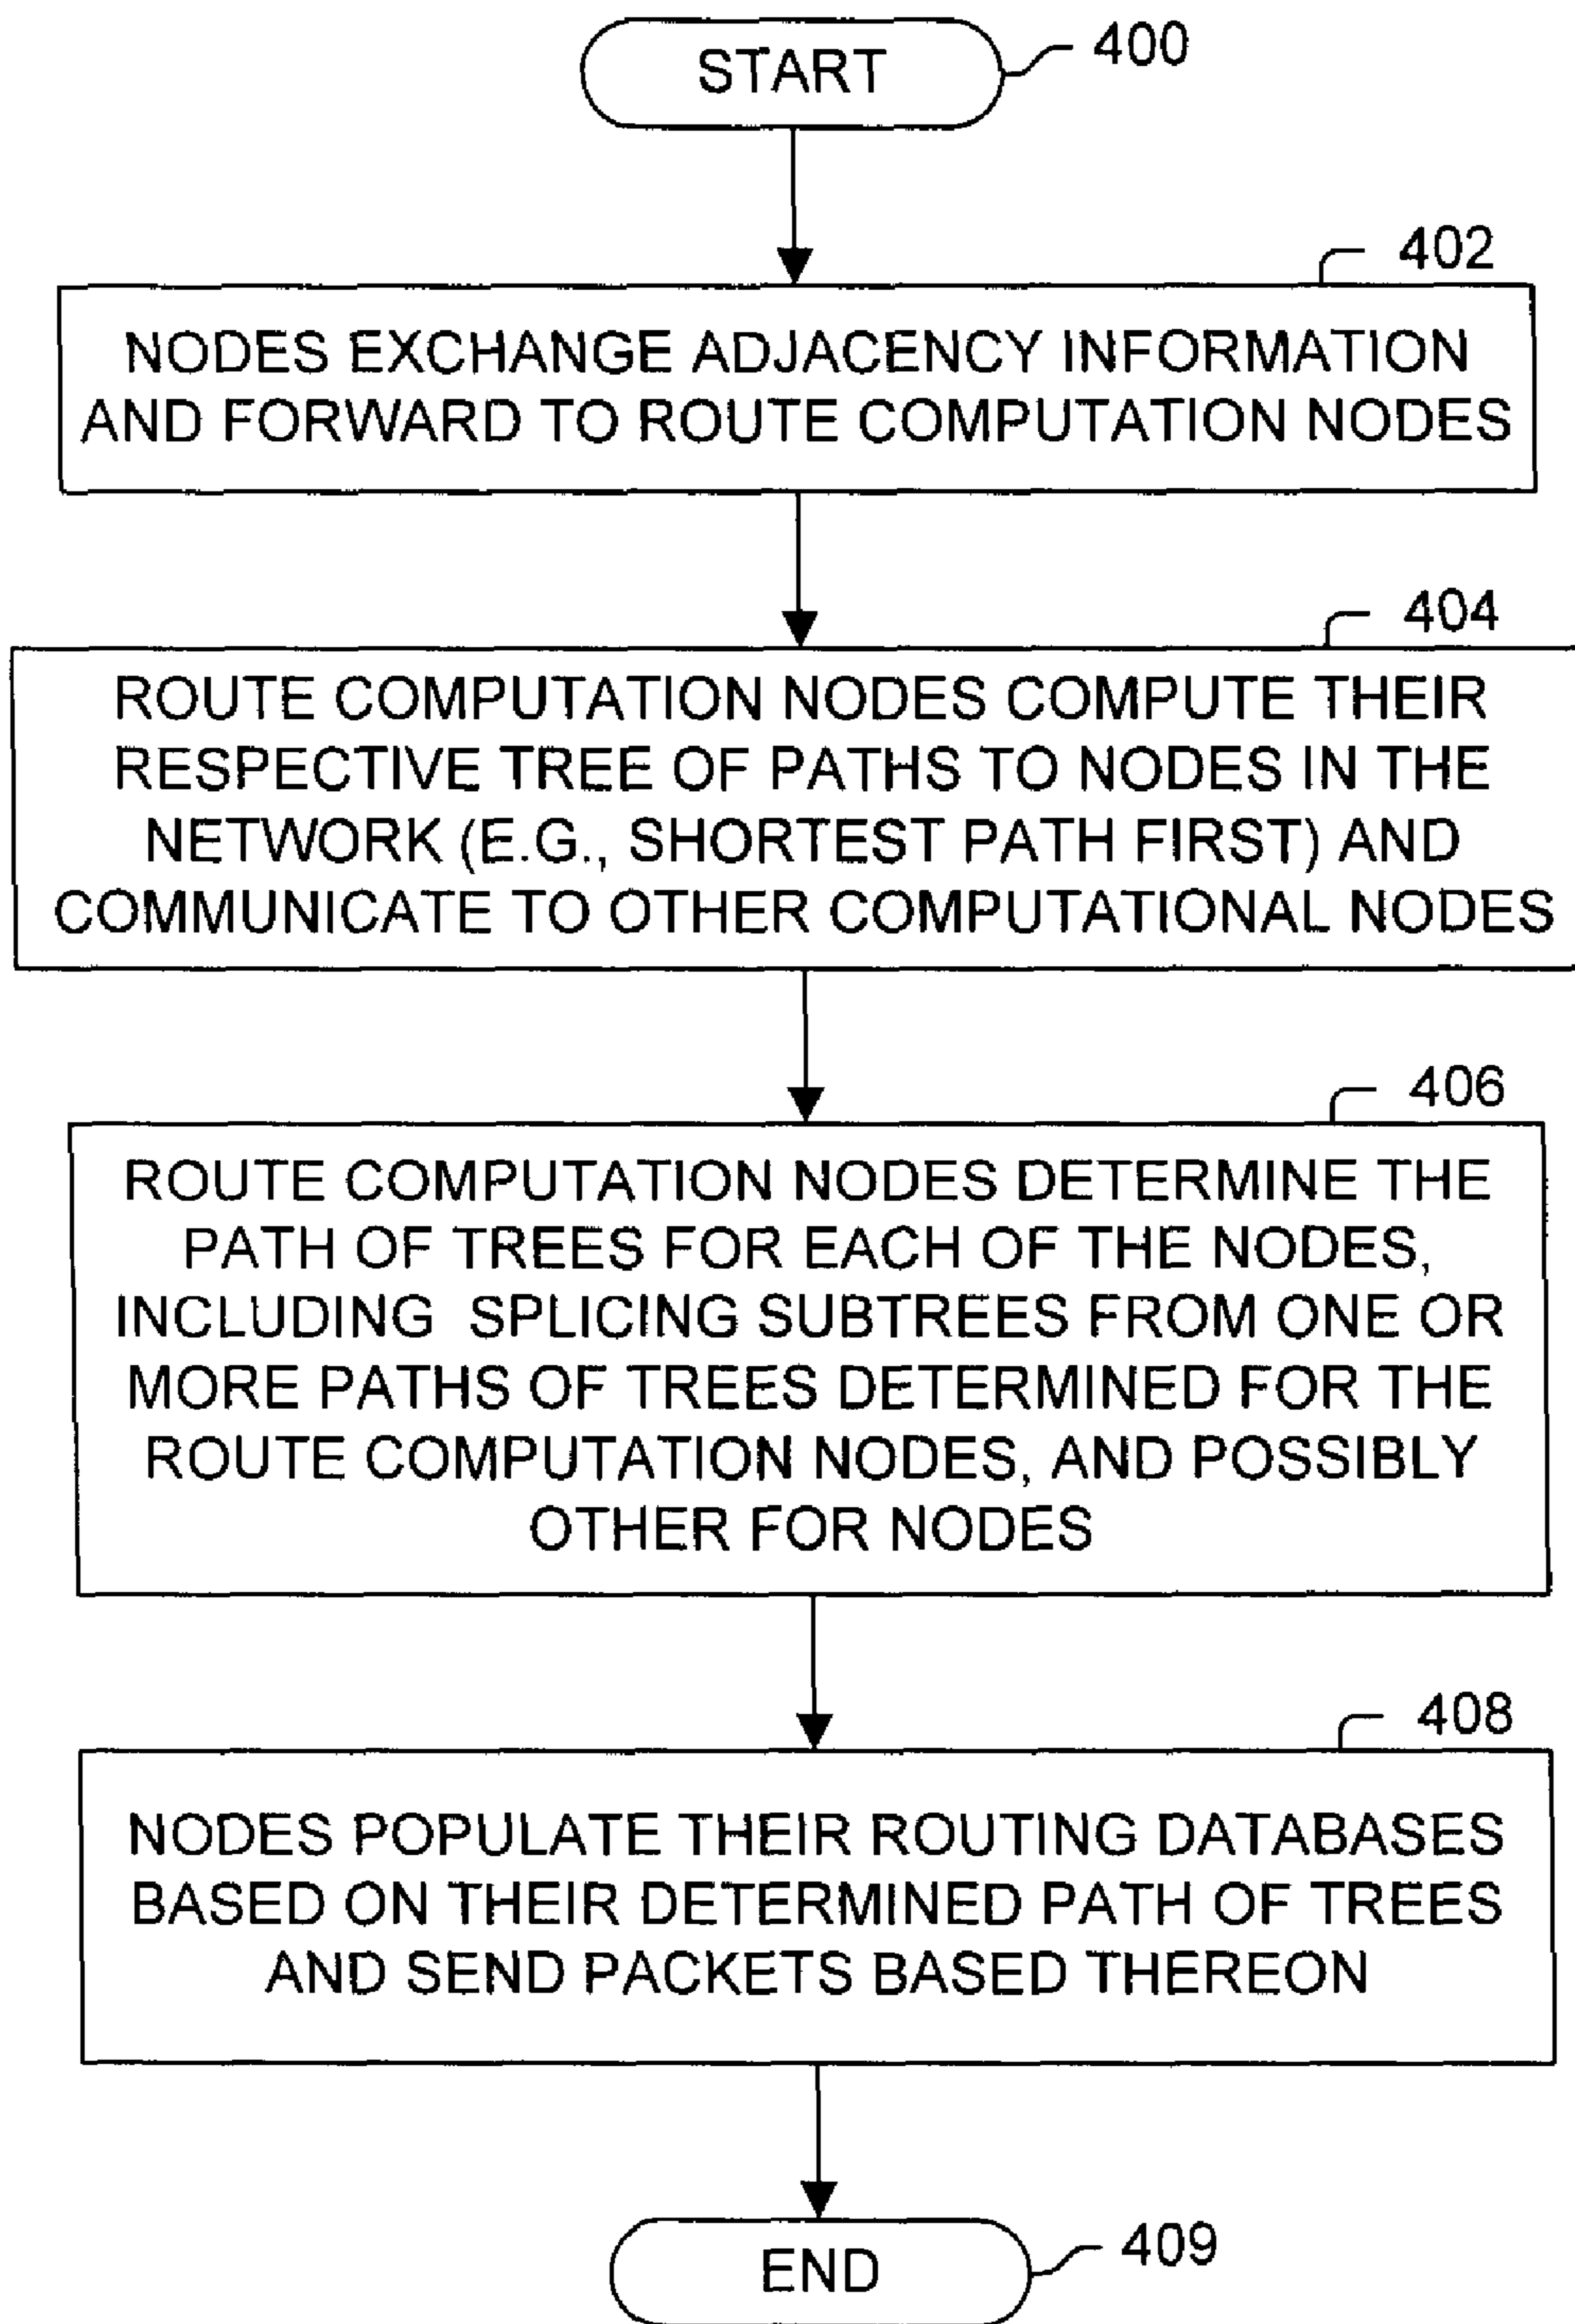 START
400
402
NODES EXCHANGE ADJACENCY INFORMATION
AND FORWARD TO ROUTE COMPUTATION NODES
404
ROUTE COMPUTATION NODES COMPUTE THEIR
RESPECTIVE TREE OF PATHS TO NODES IN THE
NETWORK (E.G., SHORTEST PATH FIRST) AND
COMMUNICATE TO OTHER COMPUTATIONAL NODES
406
ROUTE COMPUTATION NODES DETERMINE THE
PATH OF TREES FOR EACH OF THE NODES,
INCLUDING SPLICING SUBTREES FROM ONE OR
MORE PATHS OF TREES DETERMINED FOR THE
ROUTE COMPUTATION NODES, AND POSSIBLY
OTHER FOR NODES
408
NODES POPULATE THEIR ROUTING DATABASES
BASED ON THEIR DETERMINED PATH OF TREES
AND SEND PACKETS BASED THEREON
END
409